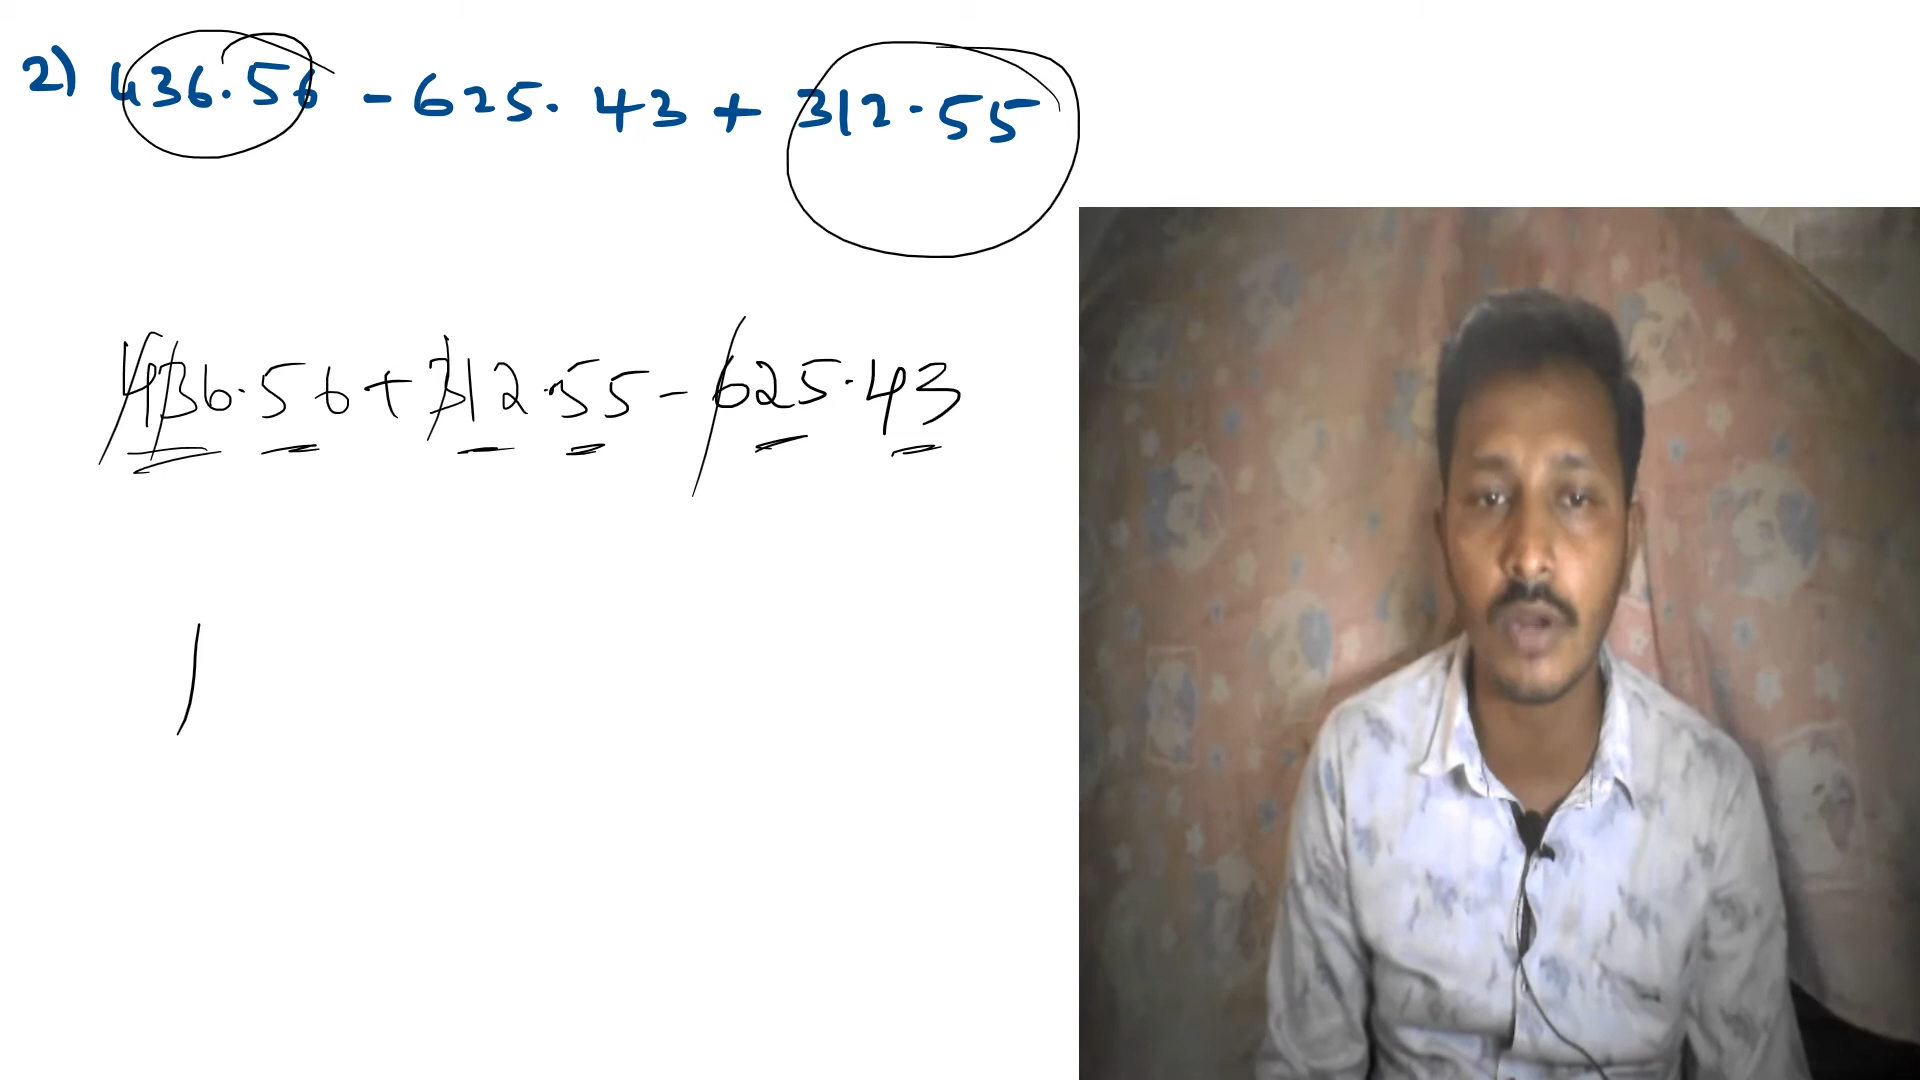 2) 436.56 - 625.43 + 312.55
436.56 + 312.55 - 625.43